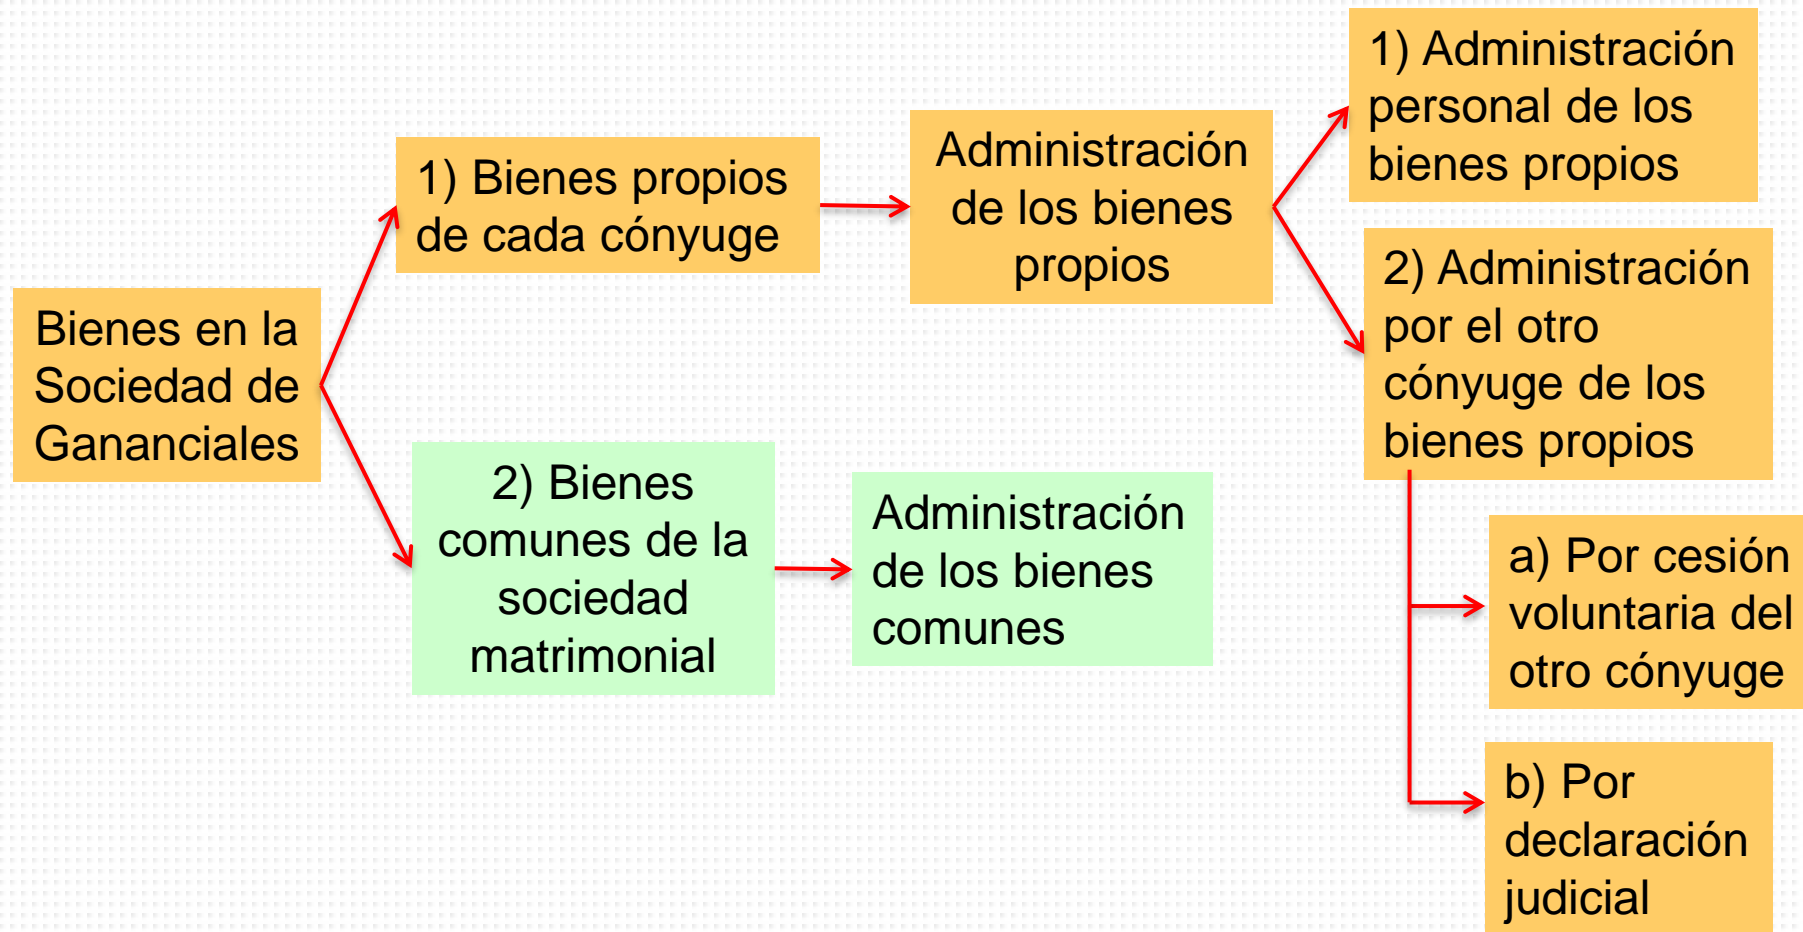 Bienes en la
Sociedad de
Gananciales
1) Bienes propios
de cada cónyuge
Administración
de los bienes
propios
1) Administración
personal de los
bienes propios
2) Administración
por el otro
cónyuge de los
bienes propios
a) Por cesión
voluntaria del
otro cónyuge
b) Por
declaración
judicial
2) Bienes
comunes de la
sociedad
matrimonial
Administración
de los bienes
comunes